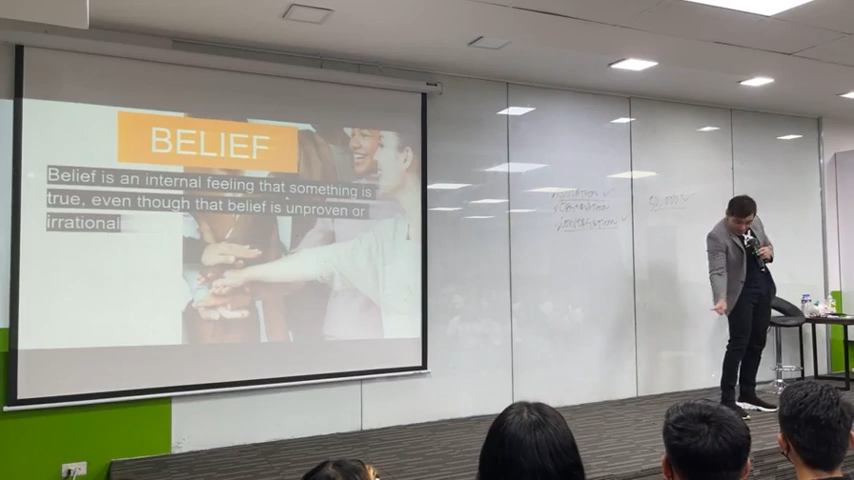 BELIEF
Belief is an internal feeling that something is
true, even though that belief is unproven or
irrational